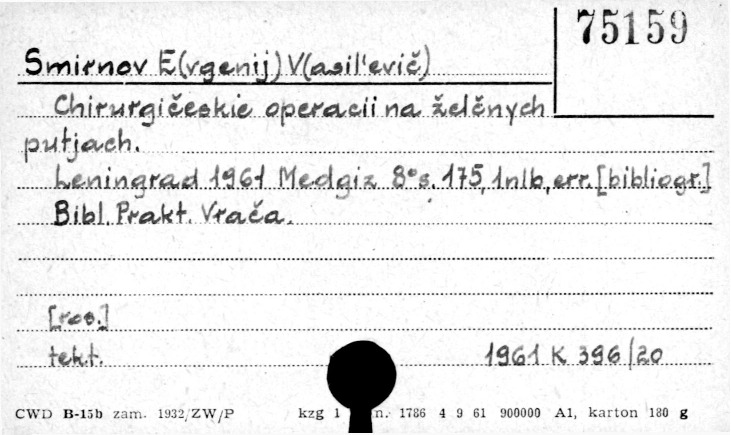 75159
Smirnov E(vgenij) V(asil'evič)
Chirurgičeskie operacii na želčnych
putjach.
Leningrad 1961 Medgiz 8° s. 175, 1nlb, err. [bibliogr.]
Bibl. Prakt. Vrača.
[ros.]
tekt. 1961 K 396/20
CWD B-15b zam. 1932/ZW/P kzg 1 n. 1786 4 9 61 900000 A1, karton 180 g